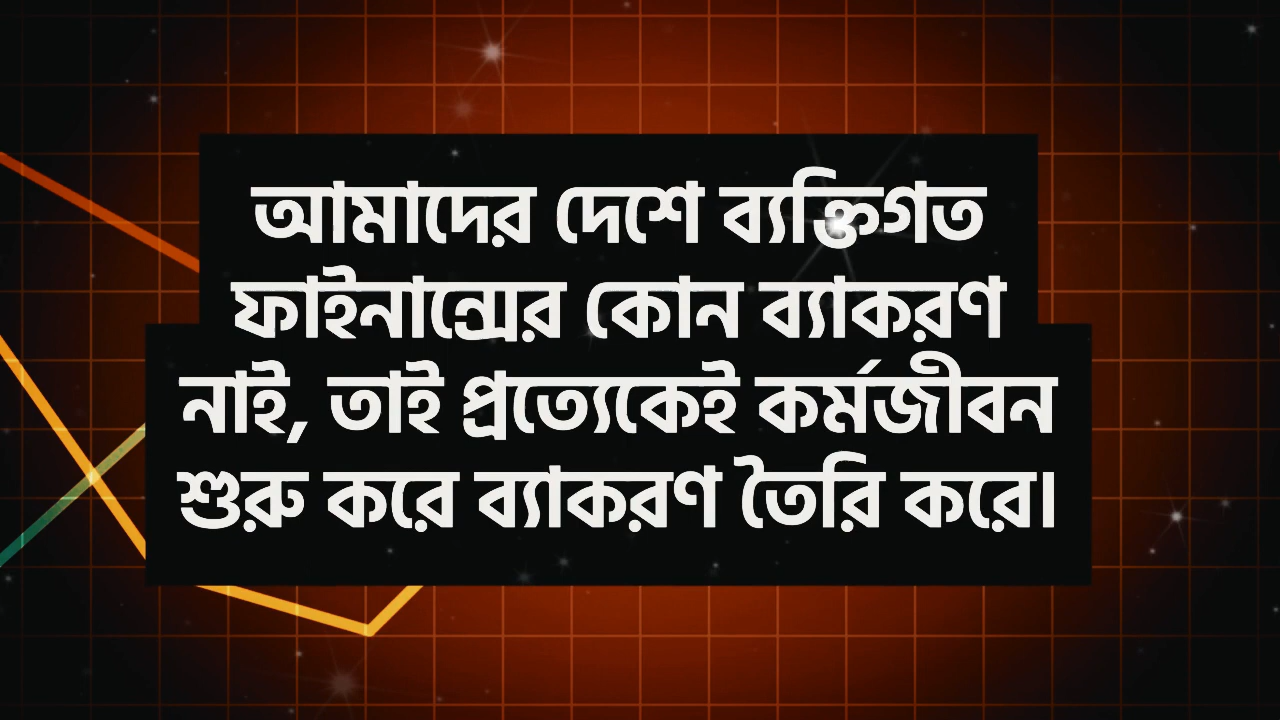 আমাদের দেশে ব্যক্তিগত
ফাইনান্সের কোন ব্যাকরণ
নাই, তাই প্রত্যেকেই কর্মজীবন
শুরু করে ব্যাকরণ তৈরি করে।